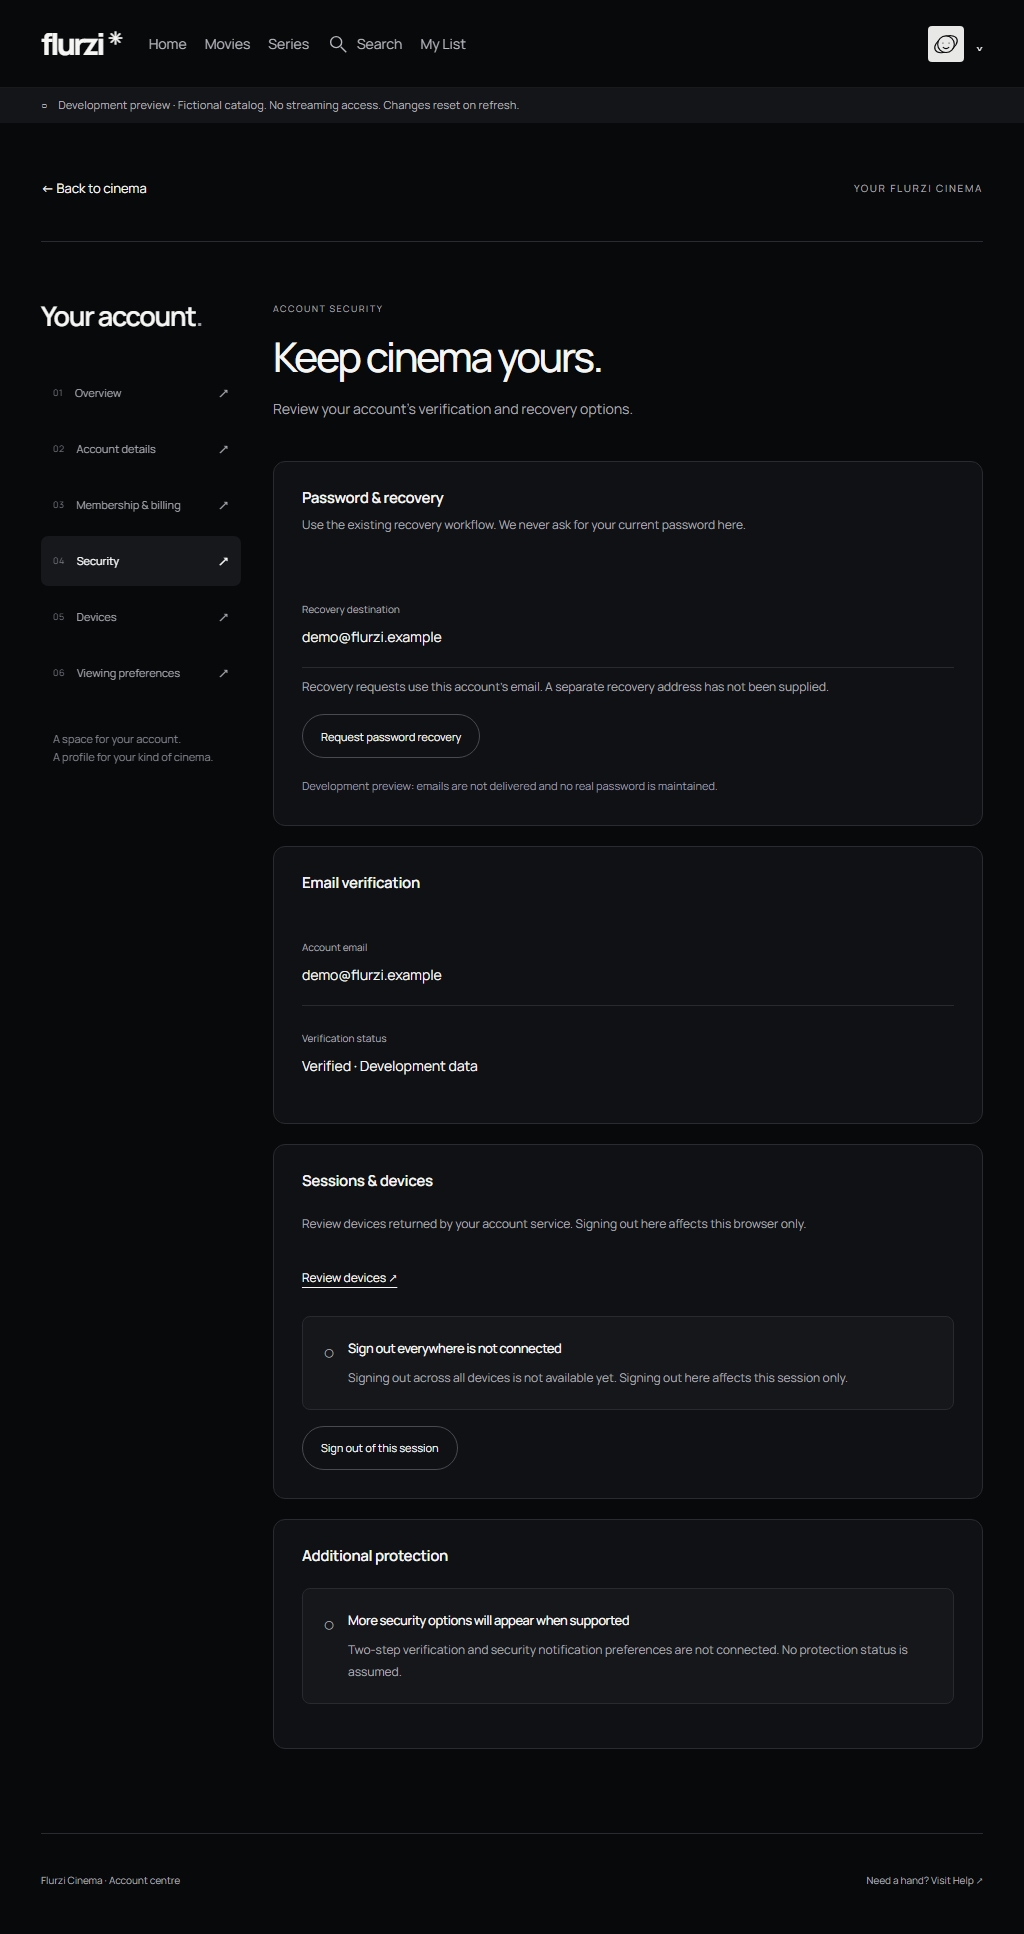 flurzi*
Home Movies Series Search My List
Development preview · Fictional catalog. No streaming access. Changes reset on refresh.
← Back to cinema
YOUR FLURZI CINEMA
Your account.
01 Overview ↗
02 Account details ↗
03 Membership & billing ↗
04 Security ↗
05 Devices ↗
06 Viewing preferences ↗
A space for your account.
A profile for your kind of cinema.
ACCOUNT SECURITY
Keep cinema yours.
Review your account's verification and recovery options.
Password & recovery
Use the existing recovery workflow. We never ask for your current password here.
Recovery destination
demo@flurzi.example
Recovery requests use this account's email. A separate recovery address has not been supplied.
Request password recovery
Development preview: emails are not delivered and no real password is maintained.
Email verification
Account email
demo@flurzi.example
Verification status
Verified · Development data
Sessions & devices
Review devices returned by your account service. Signing out here affects this browser only.
Review devices ↗
Sign out everywhere is not connected
Signing out across all devices is not available yet. Signing out here affects this session only.
Sign out of this session
Additional protection
More security options will appear when supported
Two-step verification and security notification preferences are not connected. No protection status is
assumed.
Flurzi Cinema · Account centre
Need a hand? Visit Help ↗